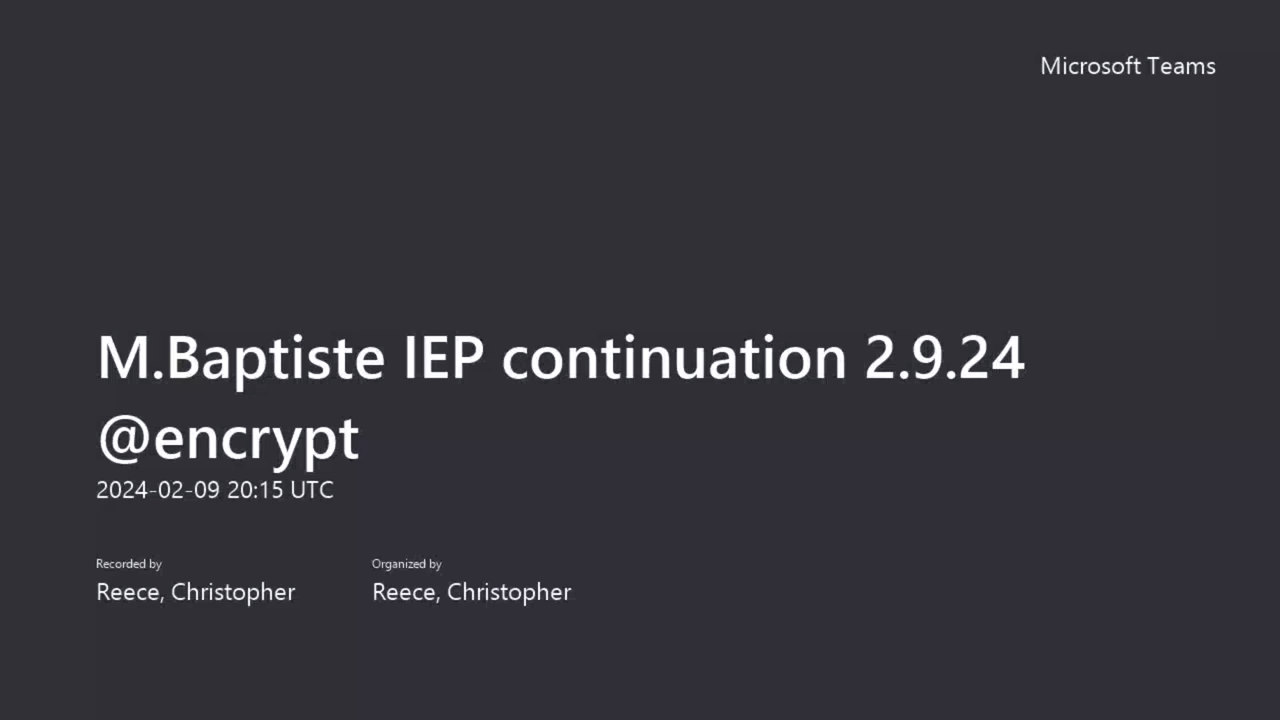 Microsoft Teams
M.Baptiste IEP continuation 2.9.24
@encrypt
2024-02-09 20:15 UTC
Recorded by
Reece, Christopher
Organized by
Reece, Christopher